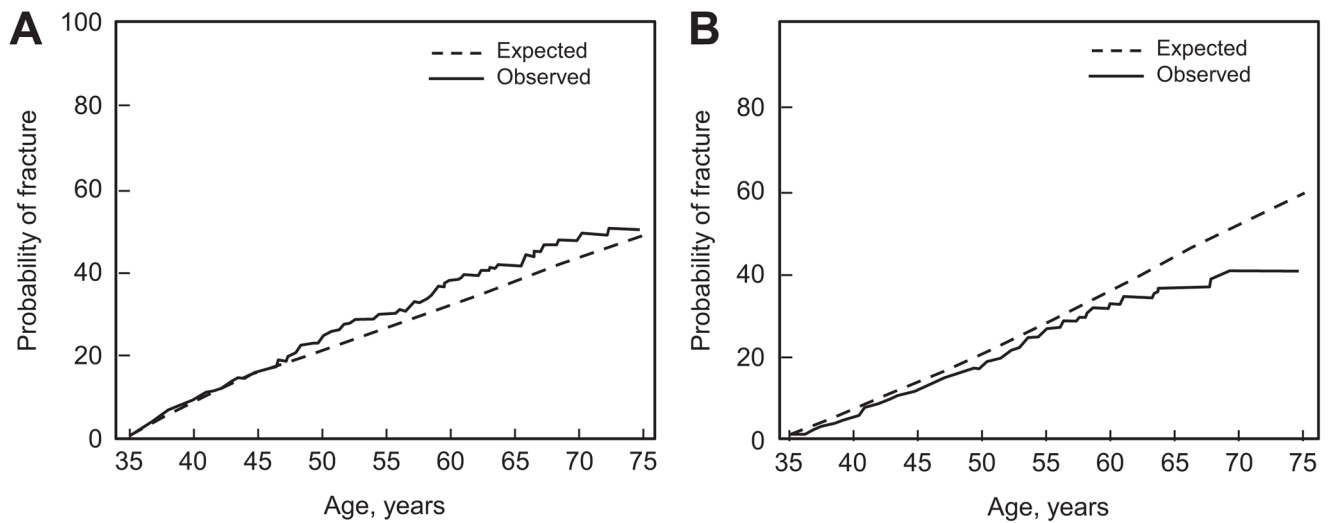 A
100
80
60
40
20
0
Probability of fracture
Expected
Observed
35 40 45 50 55 60 65 70 75
Age, years
B
80
60
40
20
0
Probability of fracture
Expected
Observed
35 40 45 50 55 60 65 70 75
Age, years